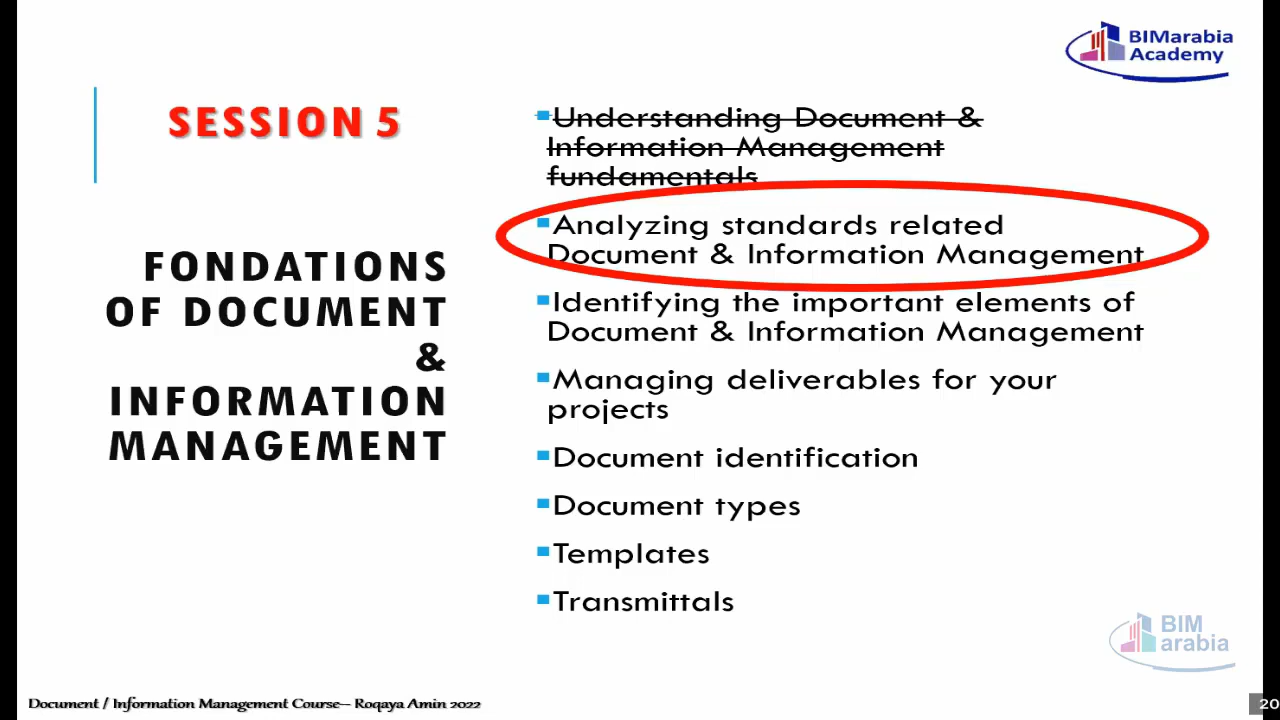 BIMarabia
Academy
SESSION 5
FONDATIONS
OF DOCUMENT
&
INFORMATION
MANAGEMENT
Understanding Document &
Information Management
fundamentals
Analyzing standards related
Document & Information Management
Identifying the important elements of
Document & Information Management
Managing deliverables for your
projects
Document identification
Document types
Templates
Transmittals
BIM
arabia
Document / Information Management Course-- Roqaya Amin 2022
20